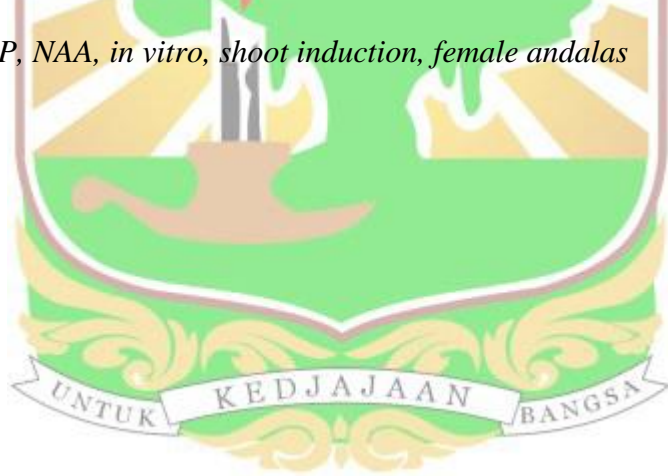 P, NAA, in vitro, shoot induction, female andalas
UNTUK KEDJAJAAN BANGSA